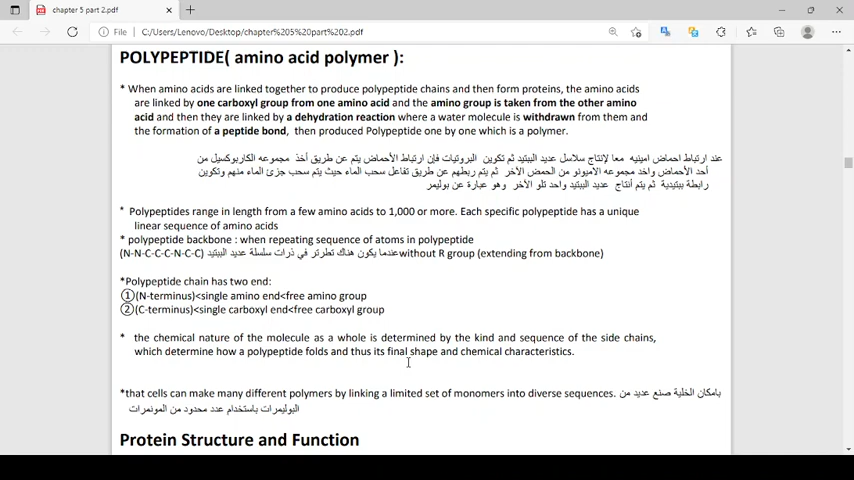 chapter 5 part 2.pdf
File
C:/Users/Lenovo/Desktop/chapter%205%20part%202.pdf
POLYPEPTIDE( amino acid polymer ):
* When amino acids are linked together to produce polypeptide chains and then form proteins, the amino acids
are linked by one carboxyl group from one amino acid and the amino group is taken from the other amino
acid and then they are linked by a dehydration reaction where a water molecule is withdrawn from them and
the formation of a peptide bond, then produced Polypeptide one by one which is a polymer.
عند ارتباط احماض امينيه معا لإنتاج سلاسل عديد الببتيد ثم تكوين البروتيات فإن ارتباط الأحماض يتم عن طريق أخذ مجموعه الكاربوكسيل من
أحد الأحماض واخد مجموعه الامينو من الحمض الآخر ثم يتم ربطهم عن طريق تفاعل سحب الماء حيث يتم سحب جزئ الماء منهم وتكوين
رابطة ببتيدية ثم يتم أنتاج عديد الببتيد واحد تلو الآخر وهو عبارة عن بوليمر
* Polypeptides range in length from a few amino acids to 1,000 or more. Each specific polypeptide has a unique
linear sequence of amino acids
* polypeptide backbone : when repeating sequence of atoms in polypeptide
(N-N-C-C-C-N-C-C) عندما يكون هناك تطرتر في ذرات سلسلة عديد الببتيد without R group (extending from backbone)
*Polypeptide chain has two end:
①(N-terminus)<single amino end<free amino group
②(C-terminus)<single carboxyl end<free carboxyl group
* the chemical nature of the molecule as a whole is determined by the kind and sequence of the side chains,
which determine how a polypeptide folds and thus its final shape and chemical characteristics.
*that cells can make many different polymers by linking a limited set of monomers into diverse sequences. بامكان الخلية صنع عديد من
البوليمرات باستخدام عدد محدود من المونمرات
Protein Structure and Function